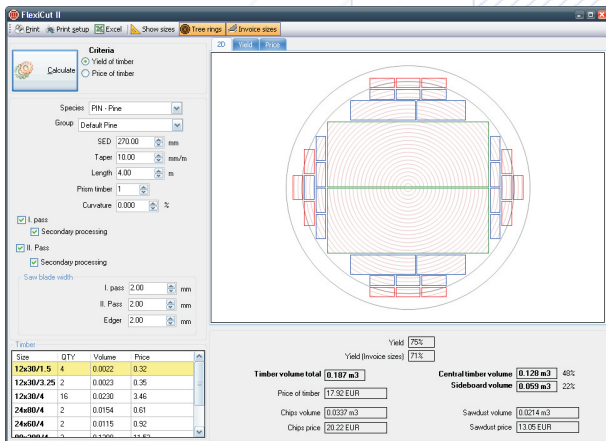 FlexiCut II
Print Print setup Excel Show sizes Tree rings Invoice sizes
Criteria
Calculate
Yield of timber
Price of timber
Species PIN - Pine
Group Default Pine
SED 270.00 mm
Taper 10.00 mm/m
Length 4.00 m
Prism timber 1
Curvature 0.000 %
I. pass
Secondary processing
II. Pass
Secondary processing
Saw blade width
I. pass 2.00 mm
II. Pass 2.00 mm
Edger 2.00 mm
Timber
Size QTY Volume Price
12x30/1.5 4 0.0022 0.32
12x30/3.25 2 0.0023 0.35
12x30/4 16 0.0230 3.46
24x80/4 2 0.0154 0.61
24x60/4 2 0.0115 0.92
2D Yield Price
Yield 75%
Yield (Invoice sizes) 71%
Timber volume total 0.187 m3
Price of timber 17.92 EUR
Chips volume 0.0337 m3
Chips price 20.22 EUR
Central timber volume 0.128 m3 48%
Sideboard volume 0.059 m3 22%
Sawdust volume 0.0214 m3
Sawdust price 13.05 EUR